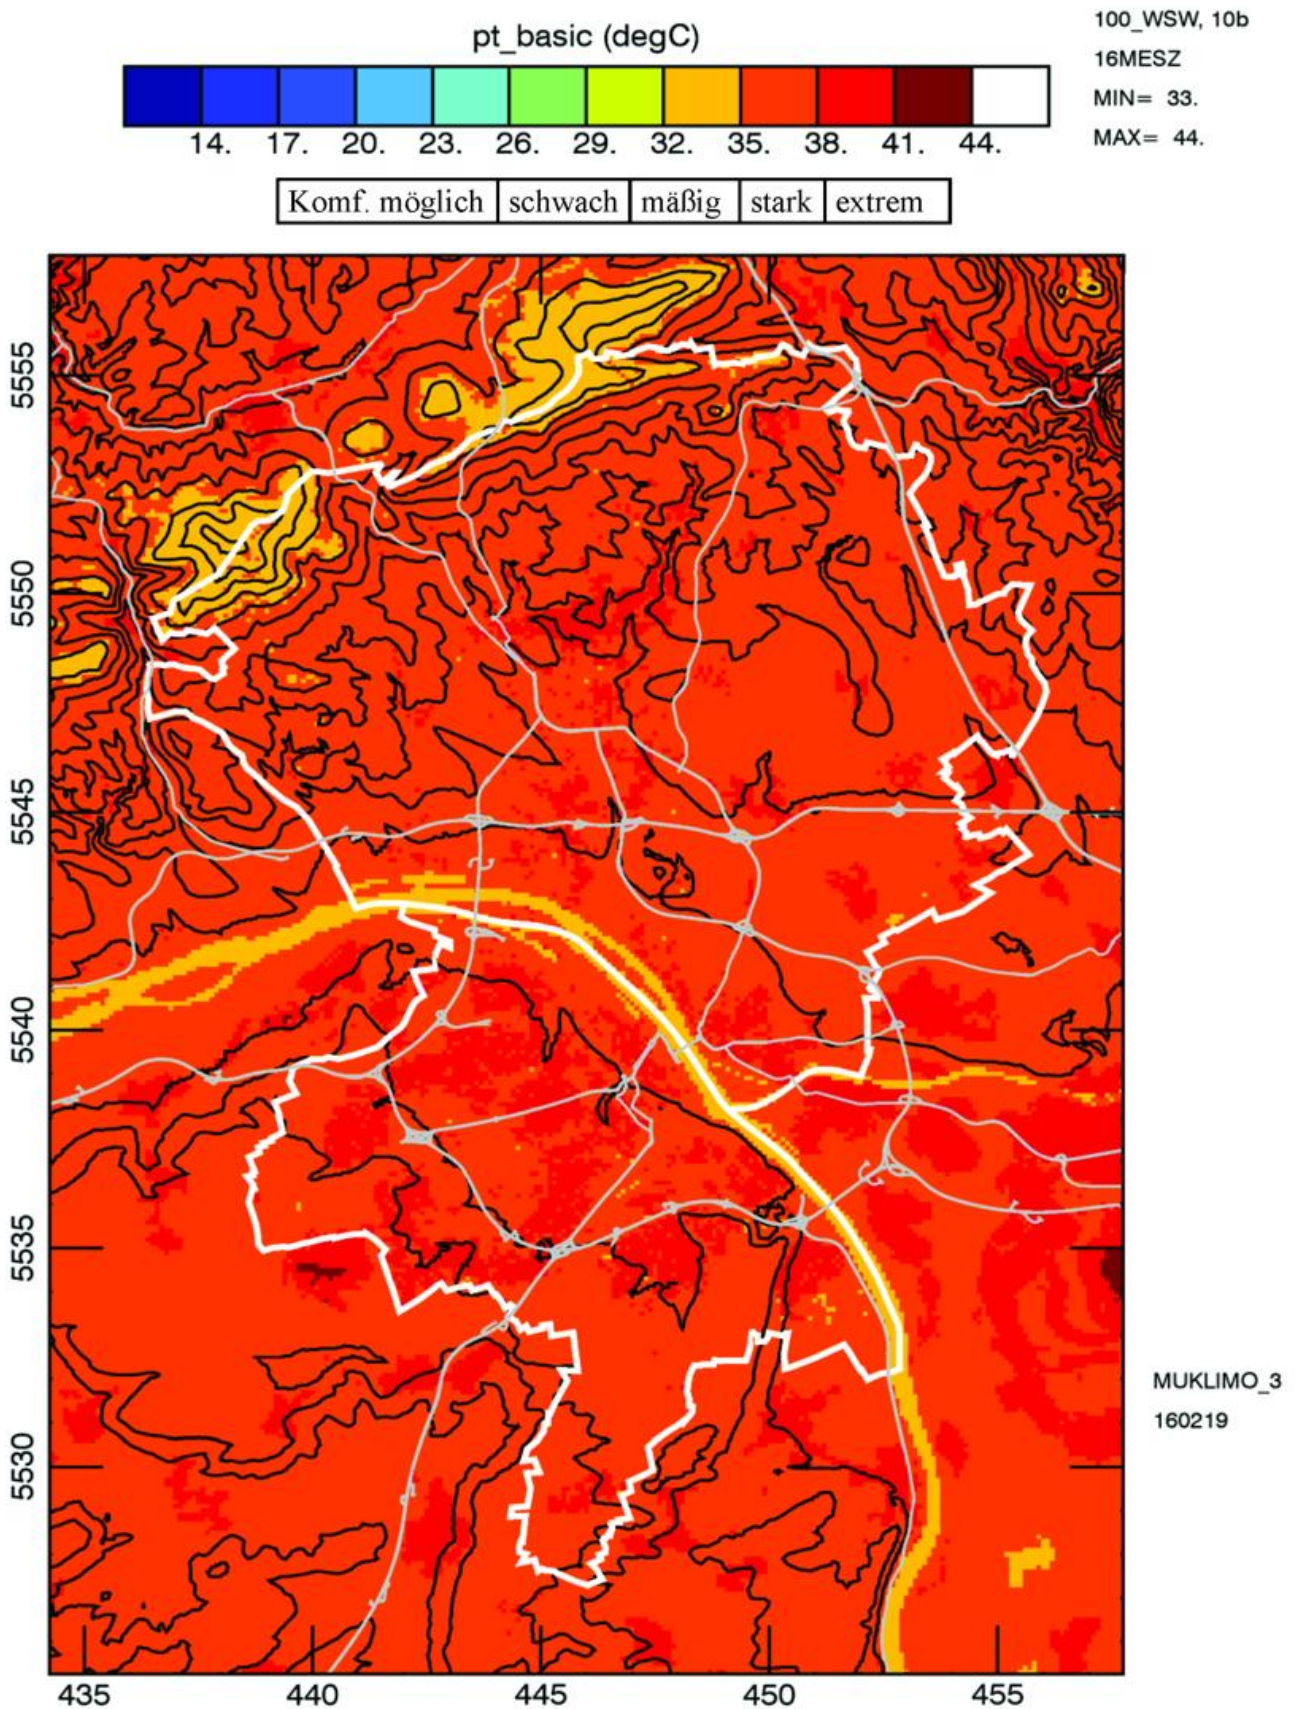 pt_basic (degC)
100_WSW, 10b
16MESZ
MIN= 33.
MAX= 44.
14. 17. 20. 23. 26. 29. 32. 35. 38. 41. 44.
Komf. möglich schwach mäßig stark extrem
5555
5550
5545
5540
5535
5530
MUKLIMO_3
160219
435 440 445 450 455